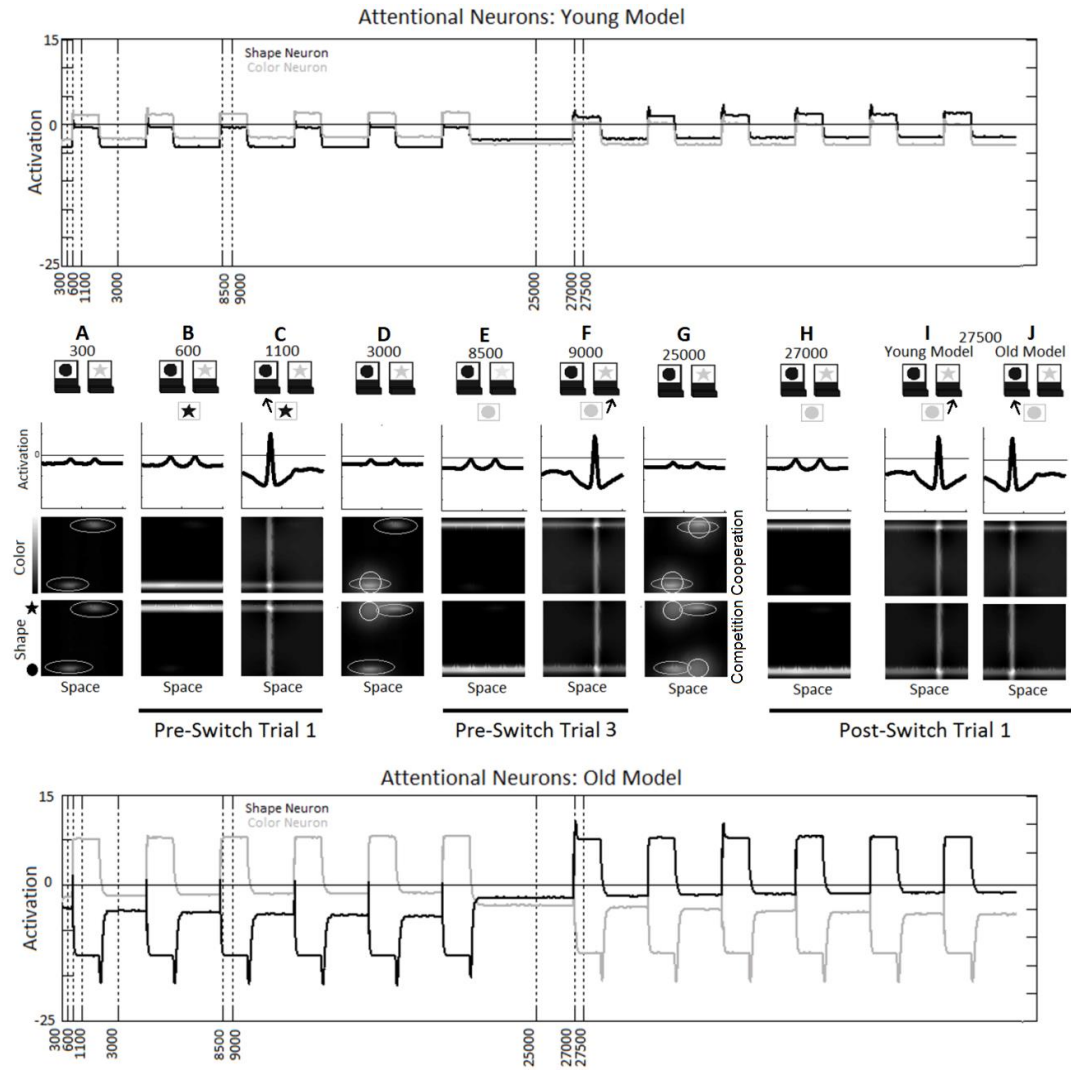 Attentional Neurons: Young Model
15
Shape Neuron
Color Neuron
0
Activation
-25
300
600
1100
3000
8500
9000
25000
27000
27500
A B C D E F G H I 27500 J
300 600 1100 3000 8500 9000 25000 27000 Young Model Old Model
Activation
0
Color
Shape
Cooperation
Competition
Space Space Space Space Space Space Space Space Space Space
Pre-Switch Trial 1 Pre-Switch Trial 3 Post-Switch Trial 1
Attentional Neurons: Old Model
15
Shape Neuron
Color Neuron
0
Activation
-25
300
600
1100
3000
8500
9000
25000
27000
27500